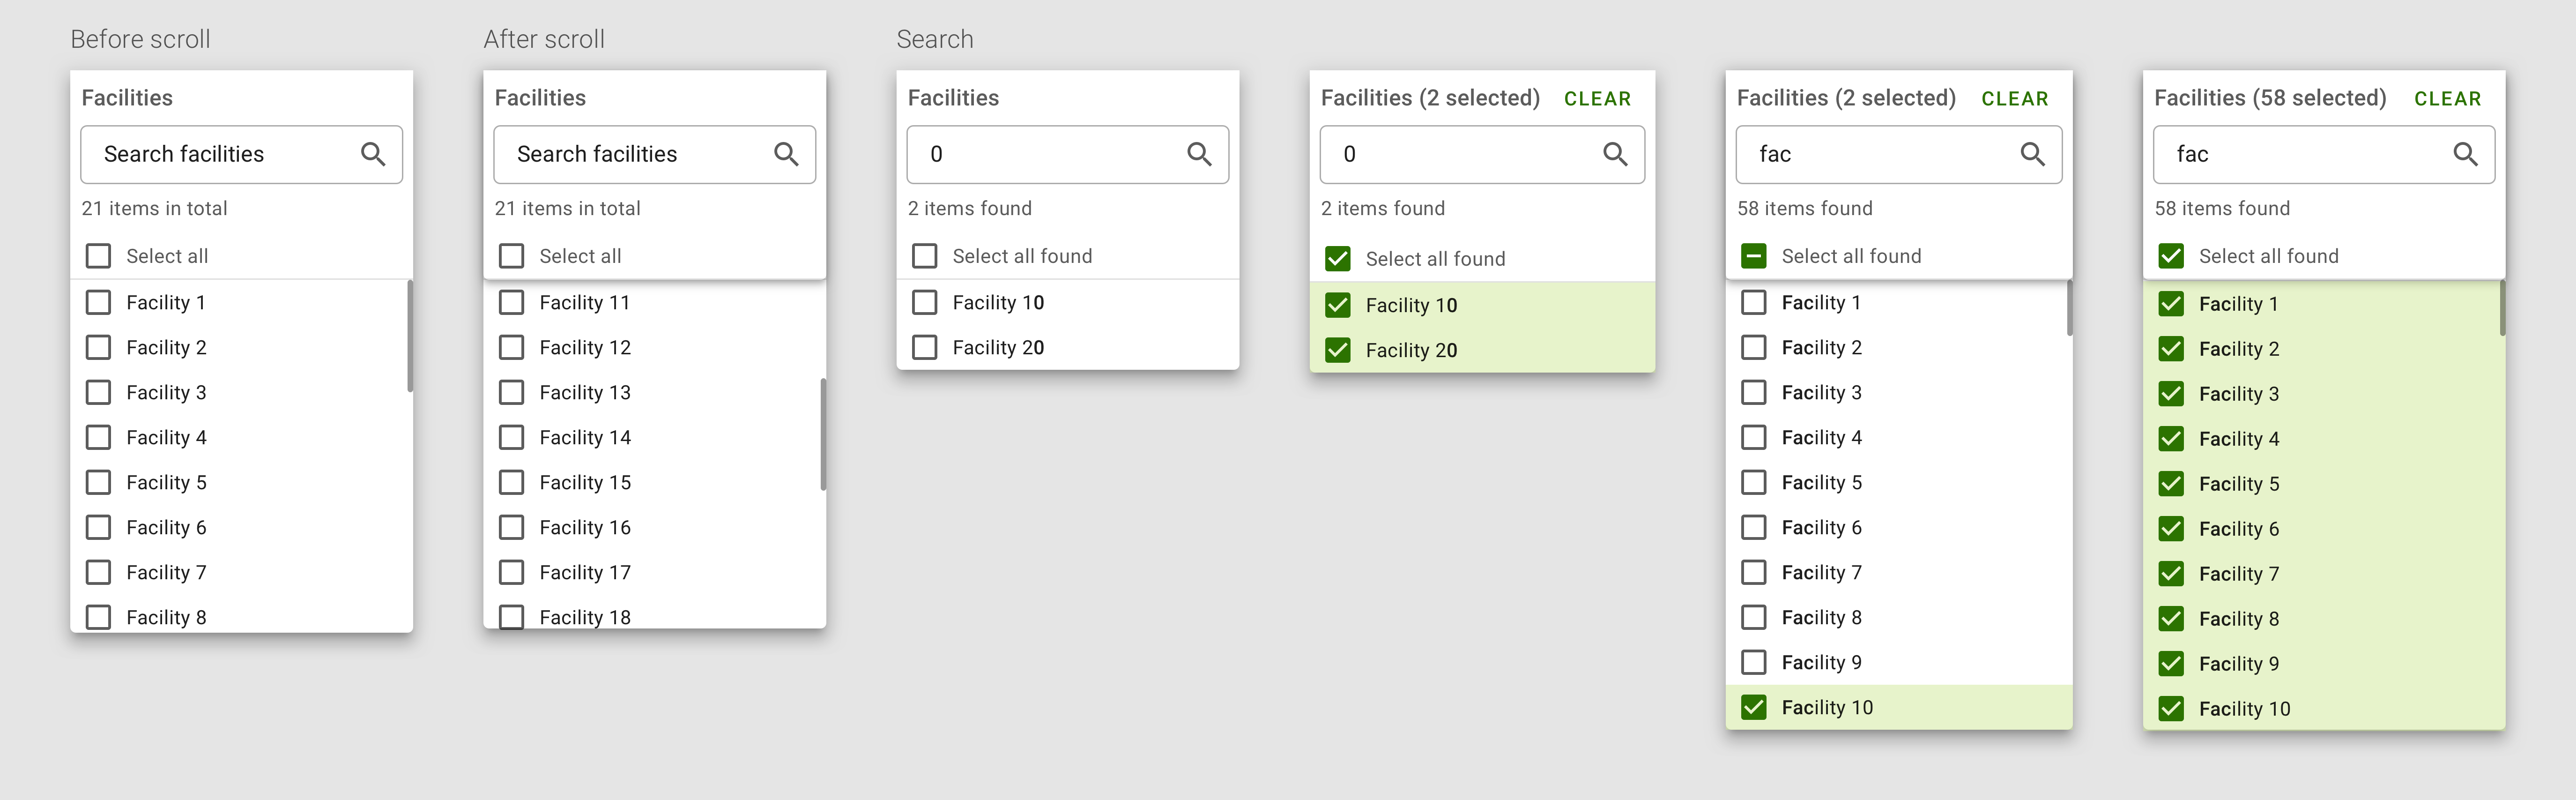 Before scroll
Facilities
Search facilities
21 items in total
Select all
Facility 1
Facility 2
Facility 3
Facility 4
Facility 5
Facility 6
Facility 7
Facility 8
After scroll
Facilities
Search facilities
21 items in total
Select all
Facility 11
Facility 12
Facility 13
Facility 14
Facility 15
Facility 16
Facility 17
Facility 18
Search
Facilities
0
2 items found
Select all found
Facility 10
Facility 20
Facilities (2 selected) CLEAR
0
2 items found
Select all found
Facility 10
Facility 20
Facilities (2 selected) CLEAR
fac
58 items found
Select all found
Facility 1
Facility 2
Facility 3
Facility 4
Facility 5
Facility 6
Facility 7
Facility 8
Facility 9
Facility 10
Facilities (58 selected) CLEAR
fac
58 items found
Select all found
Facility 1
Facility 2
Facility 3
Facility 4
Facility 5
Facility 6
Facility 7
Facility 8
Facility 9
Facility 10